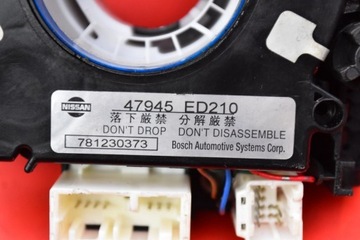 47945 ED210
NISSAN
落下厳禁 分解厳禁
DON'T DROP DON'T DISASSEMBLE
781230373 Bosch Automotive Systems Corp.